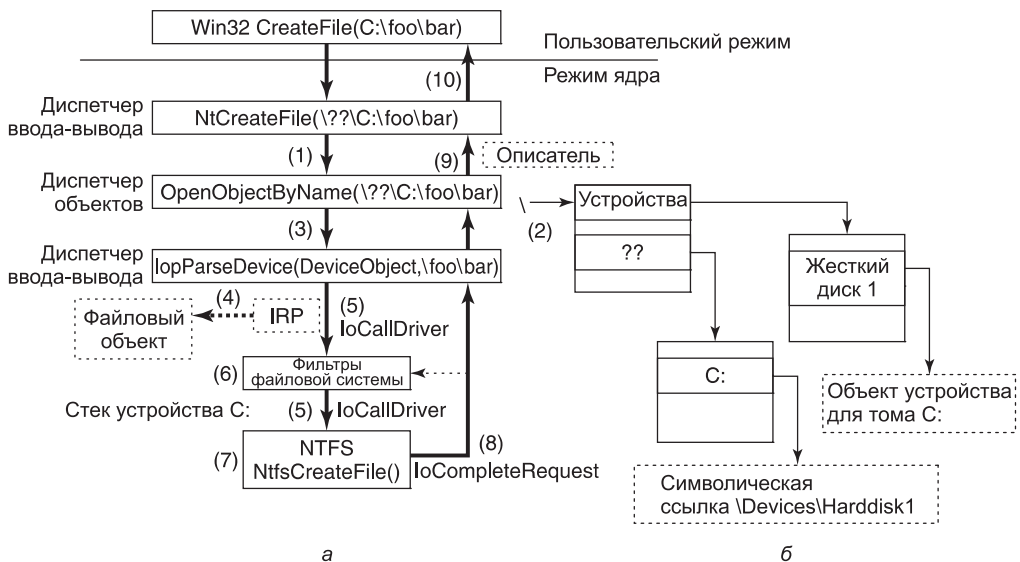 Win32 CreateFile(C:\foo\bar)
Пользовательский режим
Режим ядра
(10)
Диспетчер
ввода-вывода
NtCreateFile(\??\C:\foo\bar)
(1)
(9)
Описатель
Диспетчер
объектов
OpenObjectByName(\??\C:\foo\bar)
(3)
Диспетчер
ввода-вывода
IopParseDevice(DeviceObject,\foo\bar)
(4)
Файловый
объект
IRP
(5)
IoCallDriver
(6)
Фильтры
файловой системы
Стек устройства C:
(5)
IoCallDriver
(7)
NTFS
NtfsCreateFile()
(8)
IoCompleteRequest
а
\
(2)
Устройства
??
Жесткий
диск 1
C:
Объект устройства
для тома C:
Символическая
ссылка \Devices\Harddisk1
б